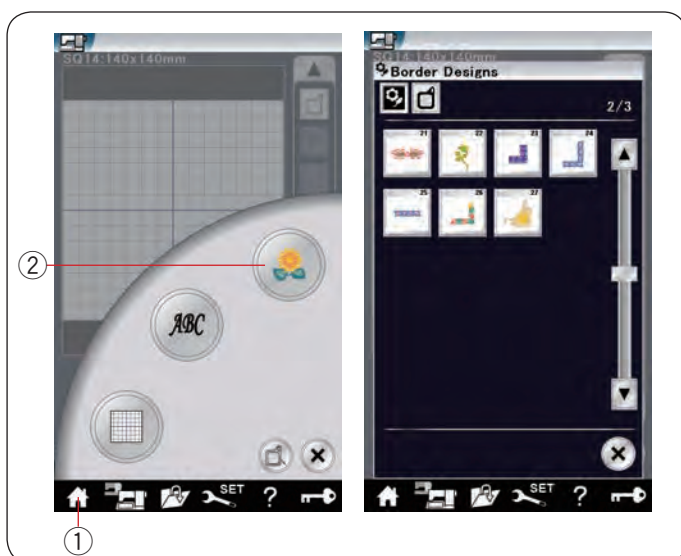 SQ14:140x140mm
②
ABC
SET
?
①
SQ14:140x140mm
Border Designs
2/3
21
22
23
24
25
26
27
SET
?